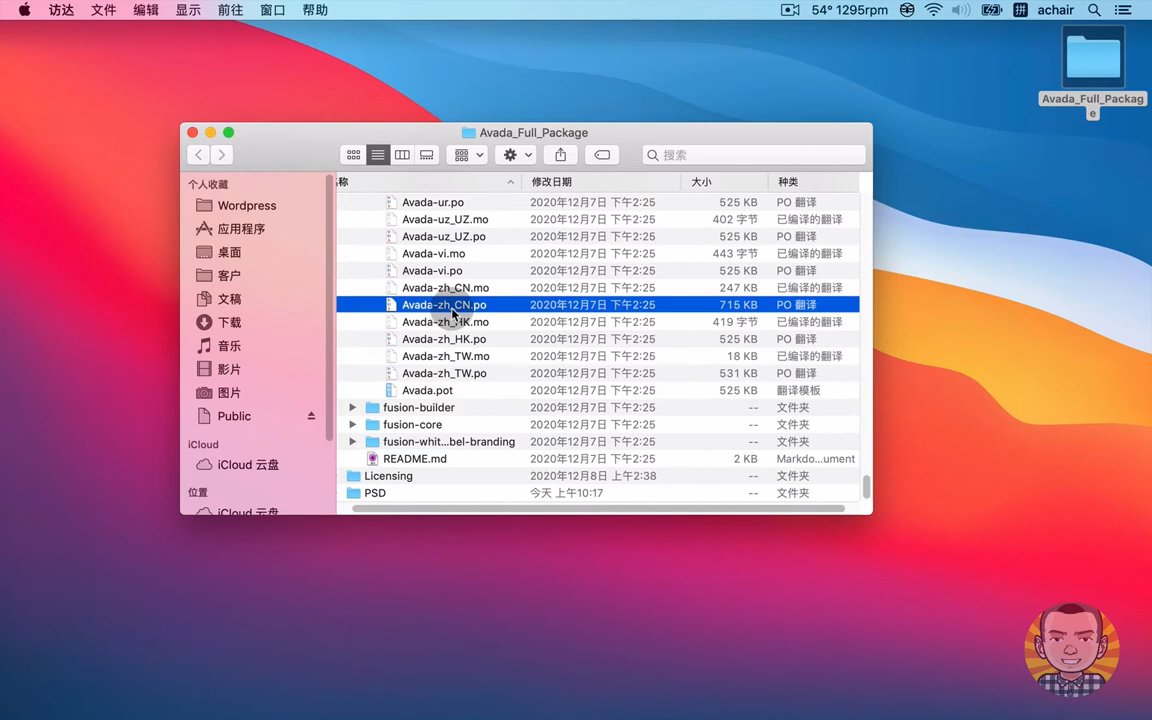 访达 文件 编辑 显示 前往 窗口 帮助 54° 1295rpm 拼 achair
Avada_Full_Packag
e
Avada_Full_Package
搜索
个人收藏
Wordpress
应用程序
桌面
客户
文稿
下载
音乐
影片
图片
Public
iCloud
iCloud 云盘
位置
iCloud 云盘
称 修改日期 大小 种类
Avada-ur.po 2020年12月7日 下午2:25 525 KB PO 翻译
Avada-uz_UZ.mo 2020年12月7日 下午2:25 402 字节 已编译的翻译
Avada-uz_UZ.po 2020年12月7日 下午2:25 525 KB PO 翻译
Avada-vi.mo 2020年12月7日 下午2:25 443 字节 已编译的翻译
Avada-vi.po 2020年12月7日 下午2:25 525 KB PO 翻译
Avada-zh_CN.mo 2020年12月7日 下午2:25 247 KB 已编译的翻译
Avada-zh_CN.po 2020年12月7日 下午2:25 715 KB PO 翻译
Avada-zh_HK.mo 2020年12月7日 下午2:25 419 字节 已编译的翻译
Avada-zh_HK.po 2020年12月7日 下午2:25 525 KB PO 翻译
Avada-zh_TW.mo 2020年12月7日 下午2:25 18 KB 已编译的翻译
Avada-zh_TW.po 2020年12月7日 下午2:25 531 KB PO 翻译
Avada.pot 2020年12月7日 下午2:25 525 KB 翻译模板
fusion-builder 2020年12月7日 下午2:25 -- 文件夹
fusion-core 2020年12月7日 下午2:25 -- 文件夹
fusion-whit...bel-branding 2020年12月7日 下午2:25 -- 文件夹
README.md 2020年12月7日 下午2:25 2 KB Markdo...ument
Licensing 2020年12月8日 上午2:38 -- 文件夹
PSD 今天 上午10:17 -- 文件夹